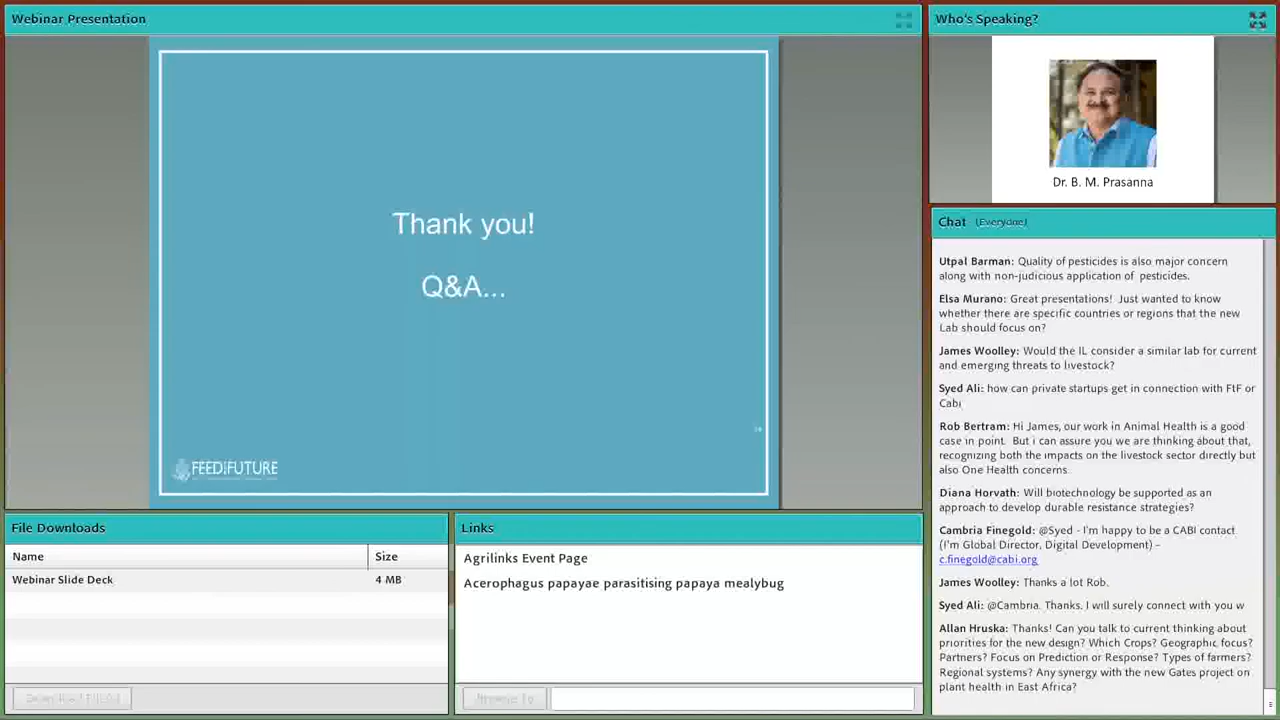 Webinar Presentation
Thank you!
Q&A...
FEEDIFUTURE
File Downloads
Name
Size
Webinar Slide Deck
4 MB
Links
Agrilinks Event Page
Acerophagus papayae parasitising papaya mealybug
Browse To
Who's Speaking?
Dr. B. M. Prasanna
Chat (Everyone)
Utpal Barman: Quality of pesticides is also major concern
along with non-judicious application of pesticides.
Elsa Murano: Great presentations! Just wanted to know
whether there are specific countries or regions that the new
Lab should focus on?
James Woolley: Would the IL consider a similar lab for current
and emerging threats to livestock?
Syed Ali: how can private startups get in connection with FtF or
Cabi
Rob Bertram: Hi James, our work in Animal Health is a good
case in point. But i can assure you we are thinking about that,
recognizing both the impacts on the livestock sector directly but
also One Health concerns
Diana Horvath: Will biotechnology be supported as an
approach to develop durable resistance strategies?
Cambria Finegold: @Syed - I'm happy to be a CABI contact
(I'm Global Director, Digital Development) -
c.finegold@cabi.org
James Woolley: Thanks a lot Rob.
Syed Ali: @Cambria. Thanks. I will surely connect with you w
Allan Hruska: Thanks! Can you talk to current thinking about
priorities for the new design? Which Crops? Geographic focus?
Partners? Focus on Prediction or Response? Types of farmers?
Regional systems? Any synergy with the new Gates project on
plant health in East Africa?